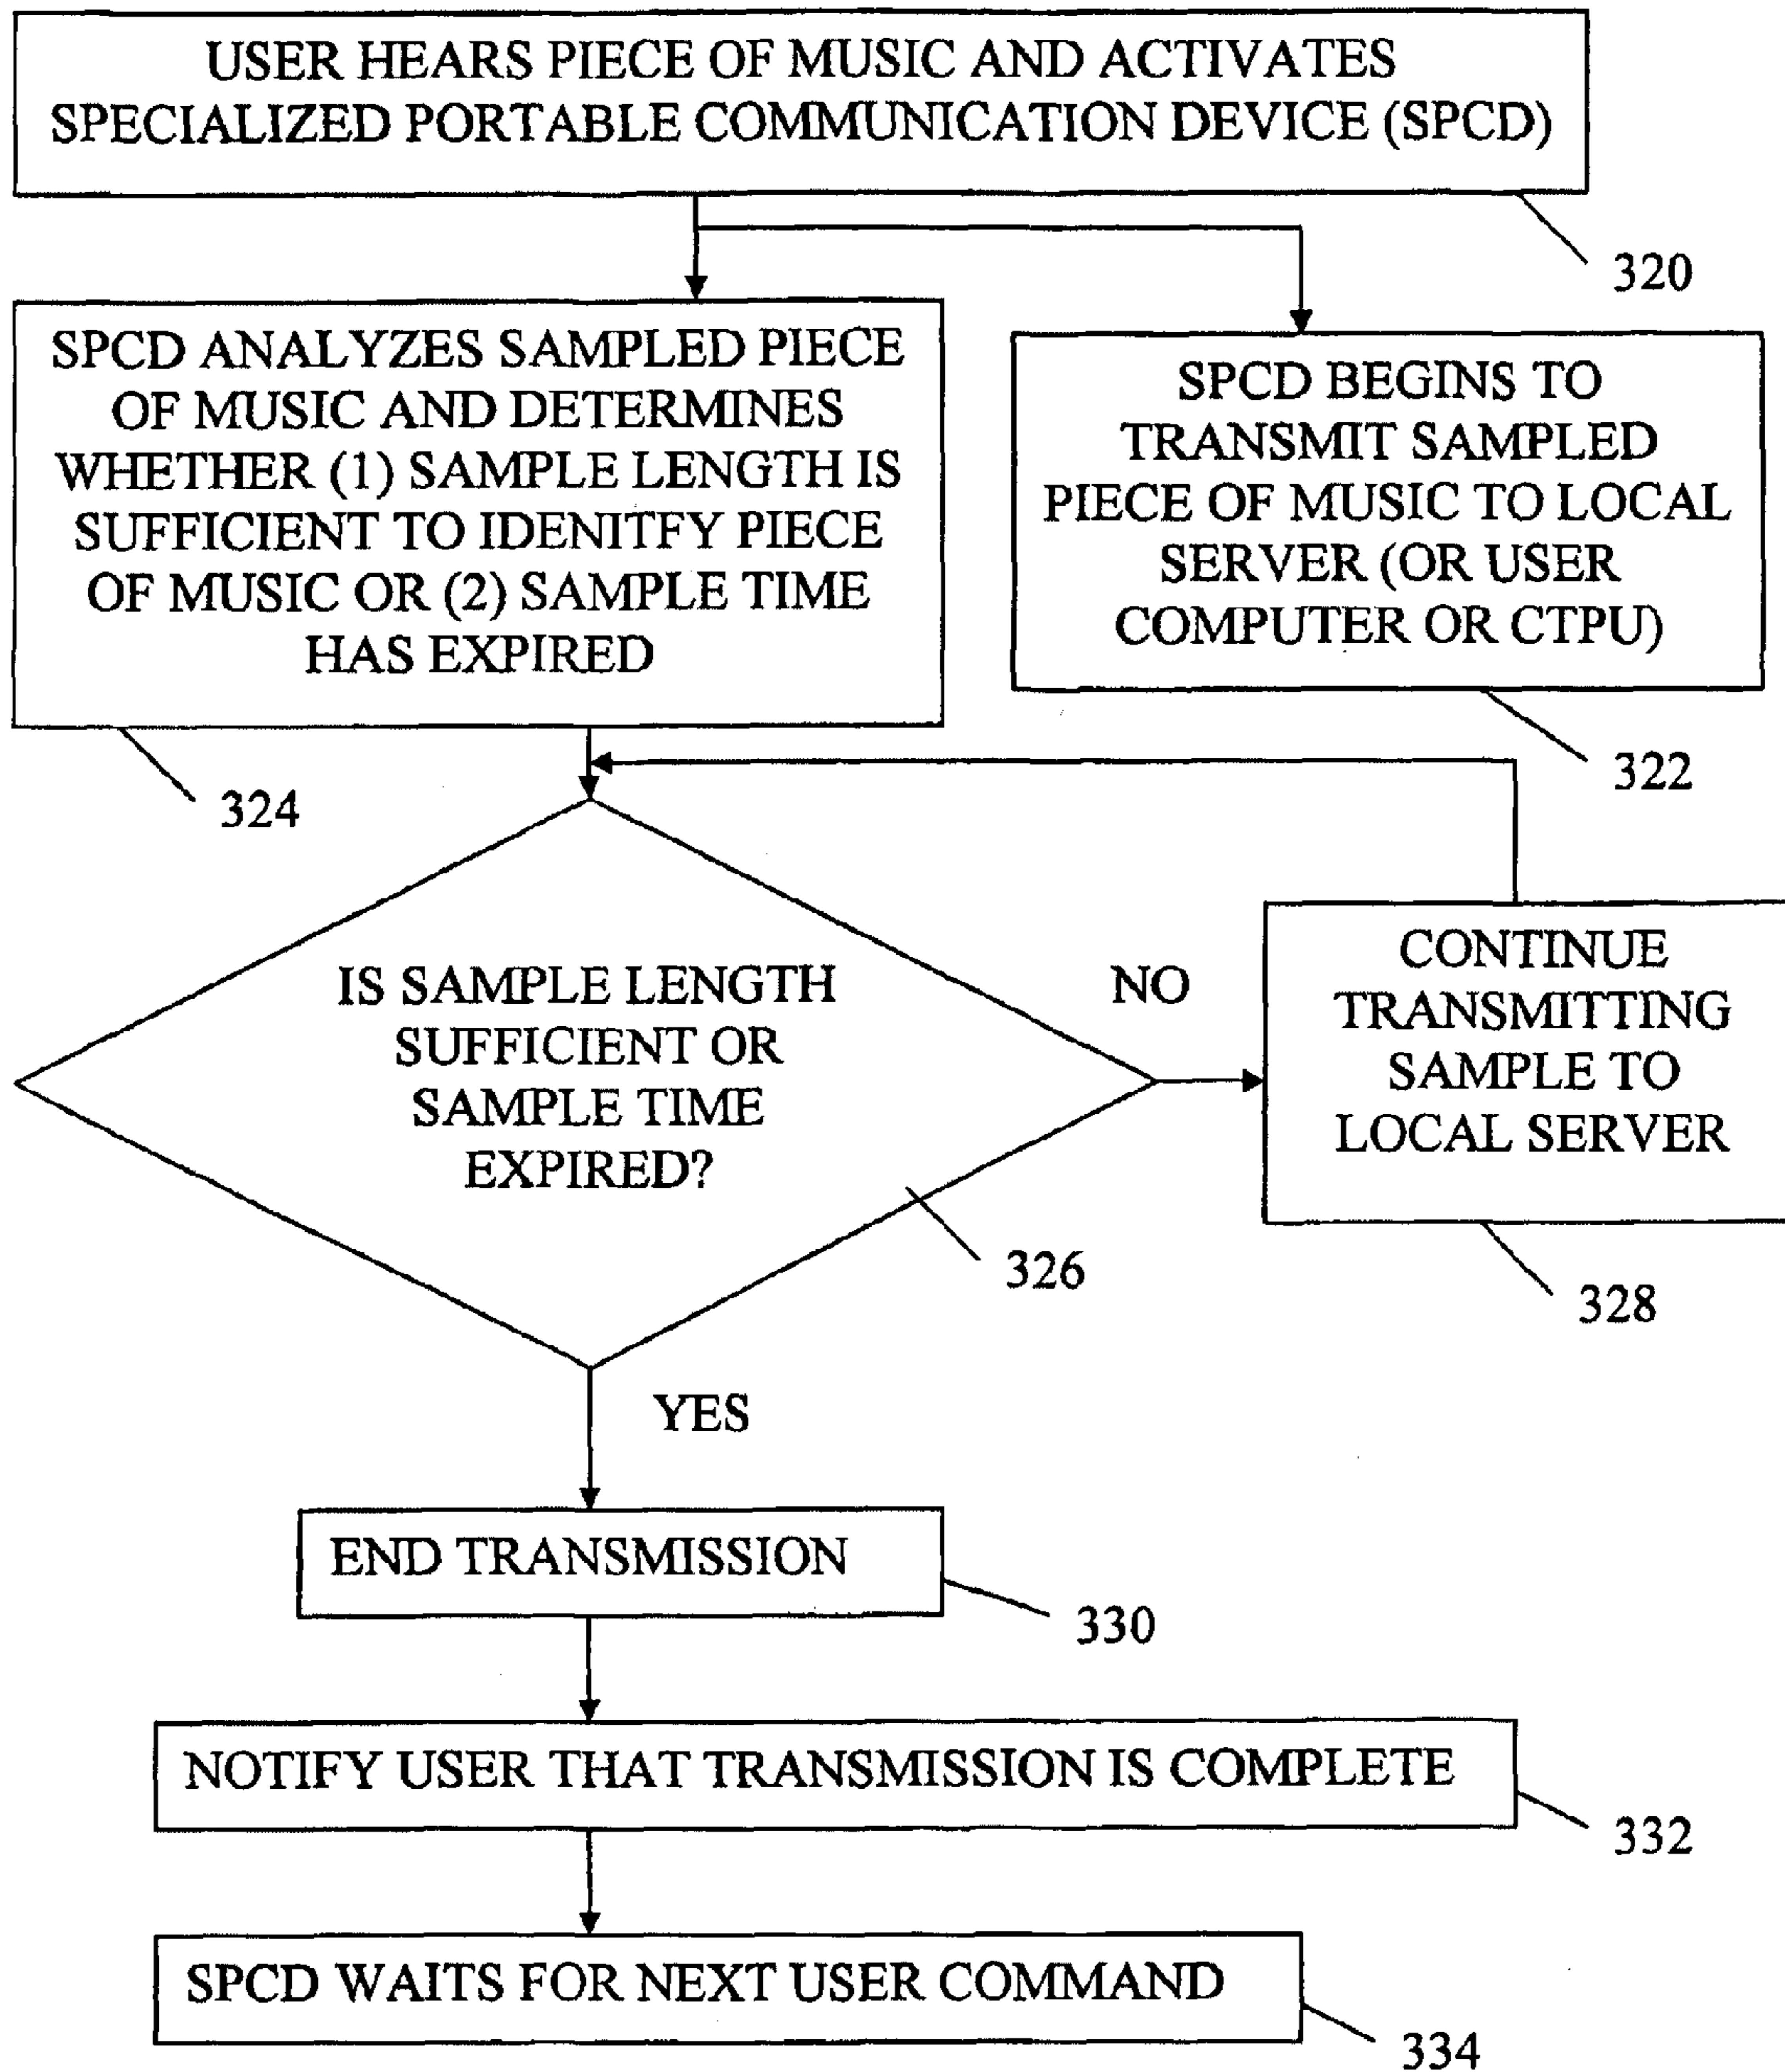 USER HEARS PIECE OF MUSIC AND ACTIVATES
SPECIALIZED PORTABLE COMMUNICATION DEVICE (SPCD)
320
SPCD ANALYZES SAMPLED PIECE
OF MUSIC AND DETERMINES
WHETHER (1) SAMPLE LENGTH IS
SUFFICIENT TO IDENITFY PIECE
OF MUSIC OR (2) SAMPLE TIME
HAS EXPIRED
324
SPCD BEGINS TO
TRANSMIT SAMPLED
PIECE OF MUSIC TO LOCAL
SERVER (OR USER
COMPUTER OR CTPU)
322
IS SAMPLE LENGTH
SUFFICIENT OR
SAMPLE TIME
EXPIRED?
326
NO
CONTINUE
TRANSMITTING
SAMPLE TO
LOCAL SERVER
328
YES
END TRANSMISSION
330
NOTIFY USER THAT TRANSMISSION IS COMPLETE
332
SPCD WAITS FOR NEXT USER COMMAND
334